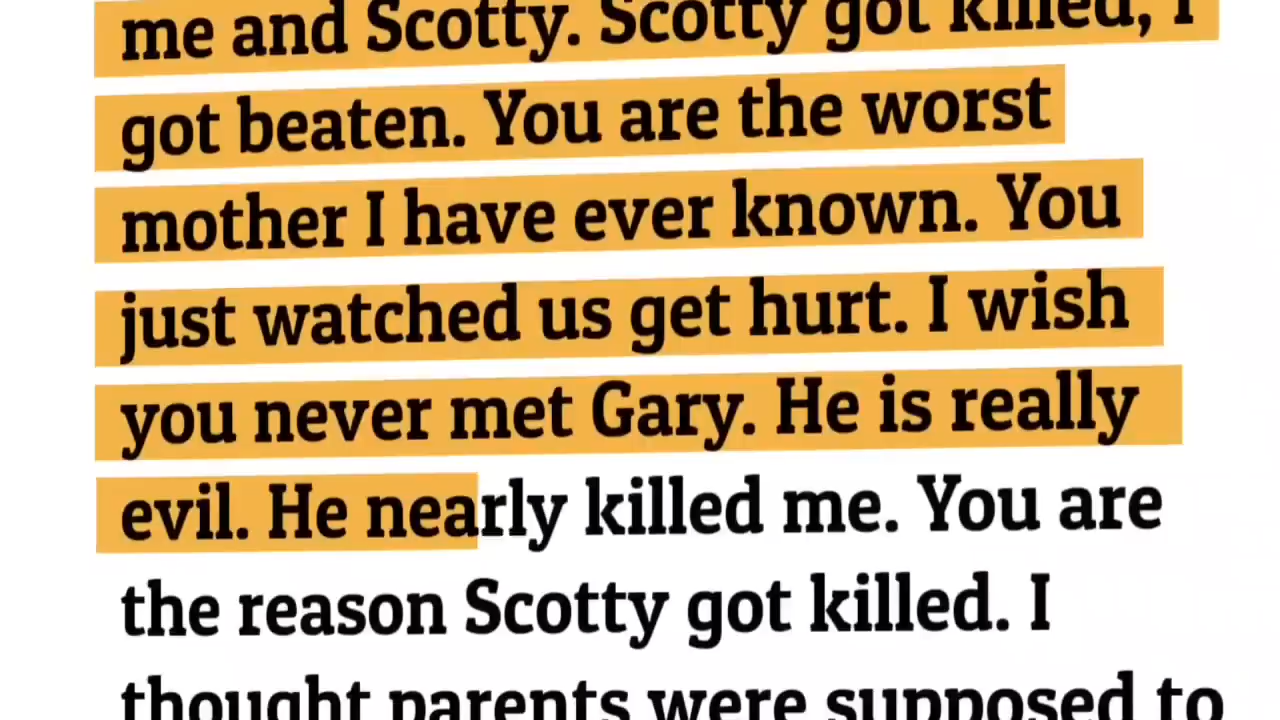 me and Scotty. Scotty got killed, I
got beaten. You are the worst
mother I have ever known. You
just watched us get hurt. I wish
you never met Gary. He is really
evil. He nearly killed me. You are
the reason Scotty got killed. I
thought parents were supposed to